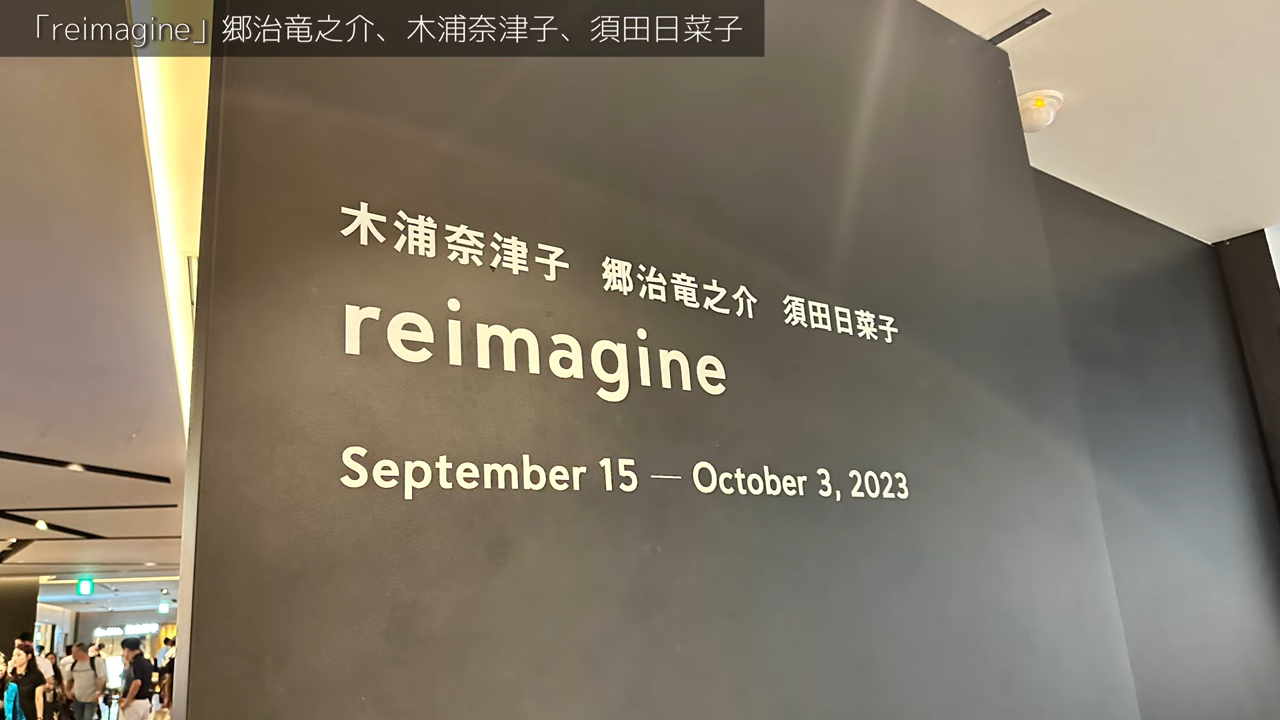 「reimagine」郷治竜之介、木浦奈津子、須田日菜子
木浦奈津子 郷治竜之介 須田日菜子
reimagine
September 15 — October 3, 2023